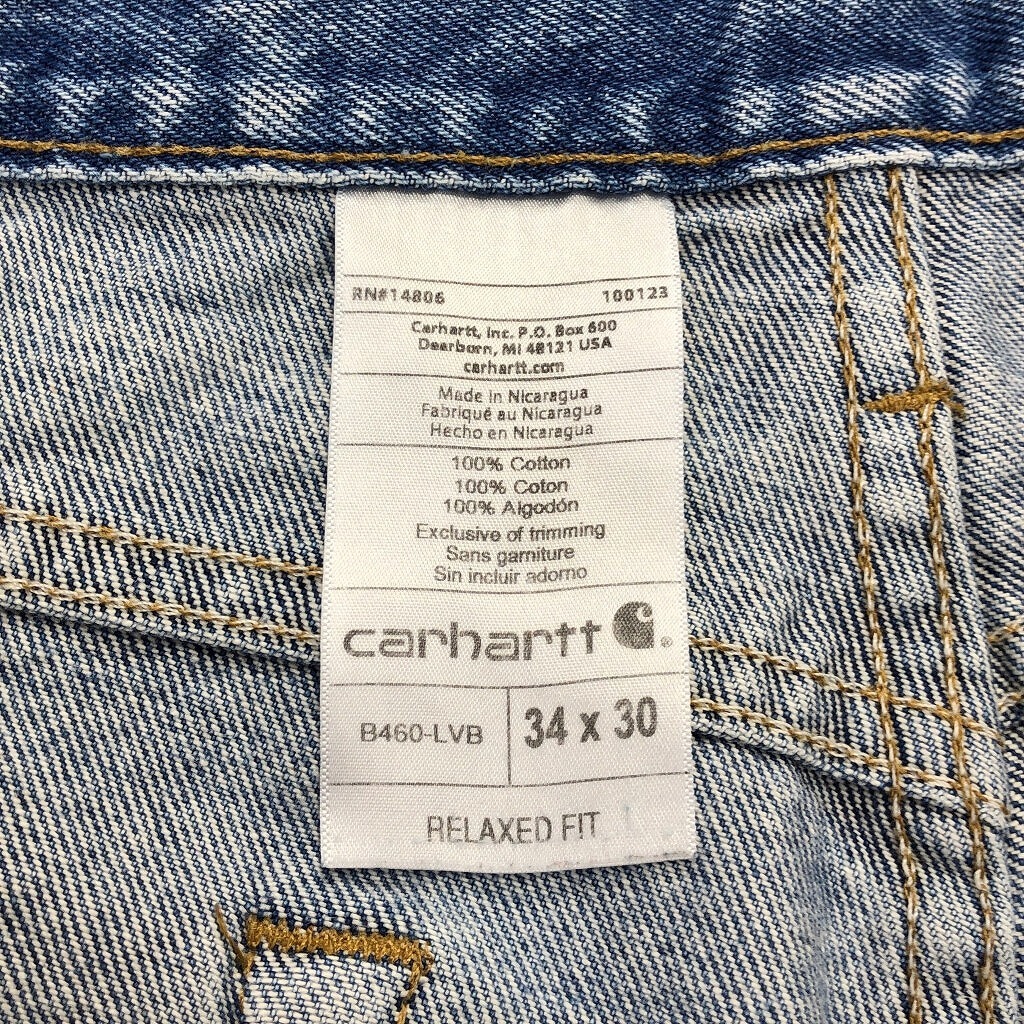 RN#14806 100123
Carhartt, Inc. P.O. Box 600
Dearborn, MI 48121 USA
carhartt.com
Made in Nicaragua
Fabriqué au Nicaragua
Hecho en Nicaragua
100% Cotton
100% Coton
100% Algodón
Exclusive of trimming
Sans garniture
Sin incluir adorno
carhartt ®
B460-LVB 34 x 30
RELAXED FIT